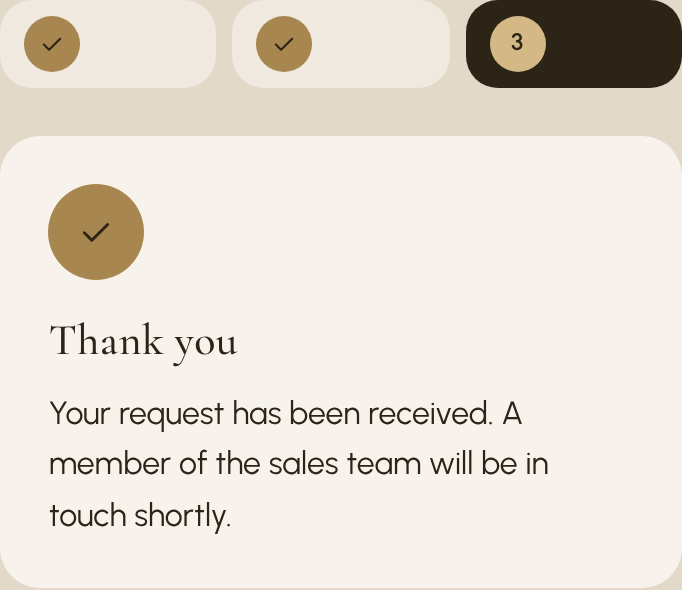 3
Thank you
Your request has been received. A
member of the sales team will be in
touch shortly.